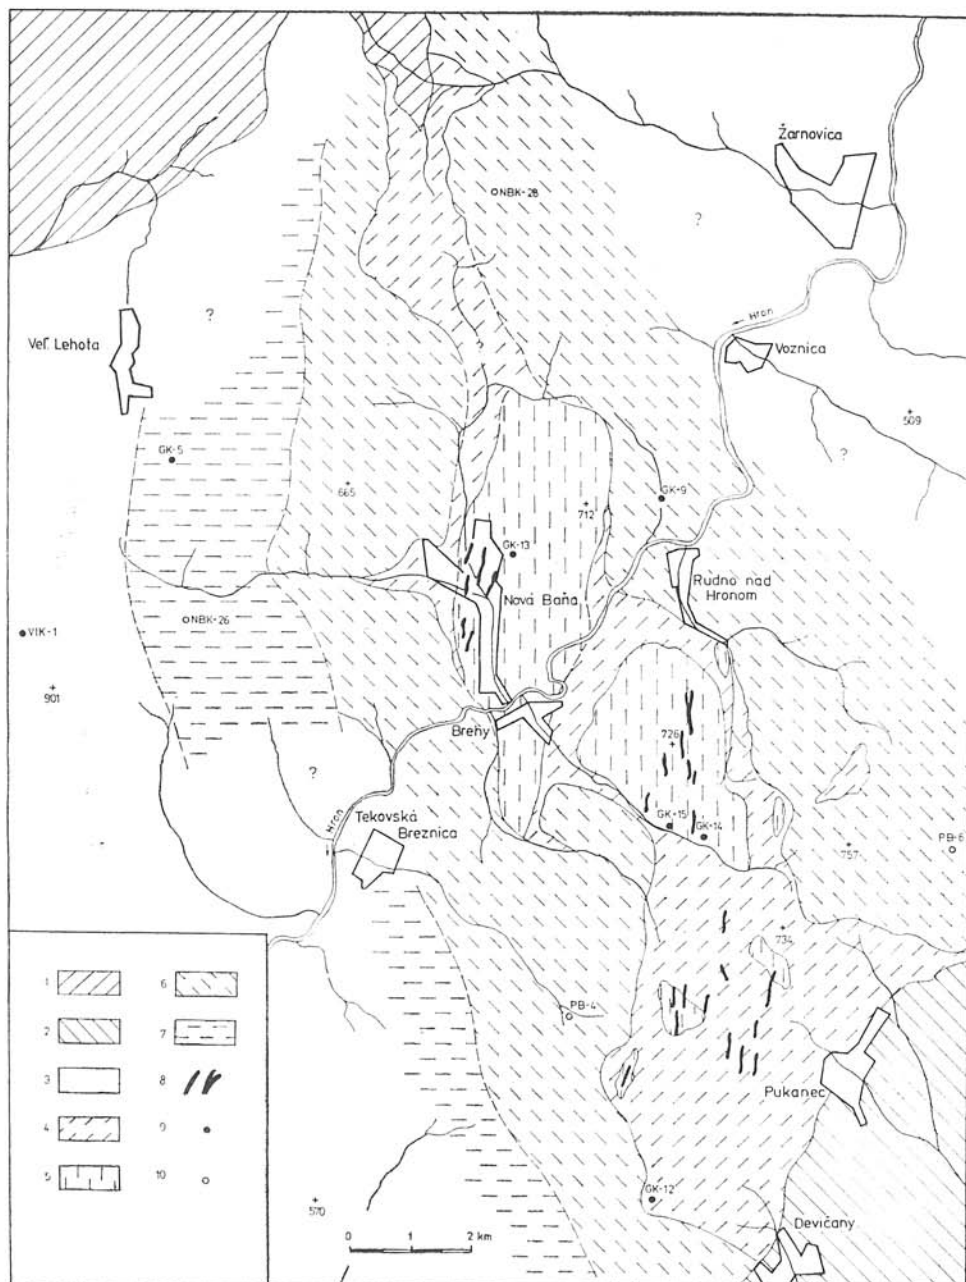 Žarnovica
NBK-28
?
?
Hron
Veľ. Lehota
Voznica
509
GK-5
?
665
712
GK-9
GK-13
Rudno nad
Hronom
Nová Baňa
VIK-1
NBK-26
901
Brehy
726
?
Hron
Tekovská
Breznica
GK-15
GK-14
757
PB-6
734
PB-4
Pukanec
1
6
2
7
3
8
4
9
5
10
GK-12
570
0 1 2 km
Devičany